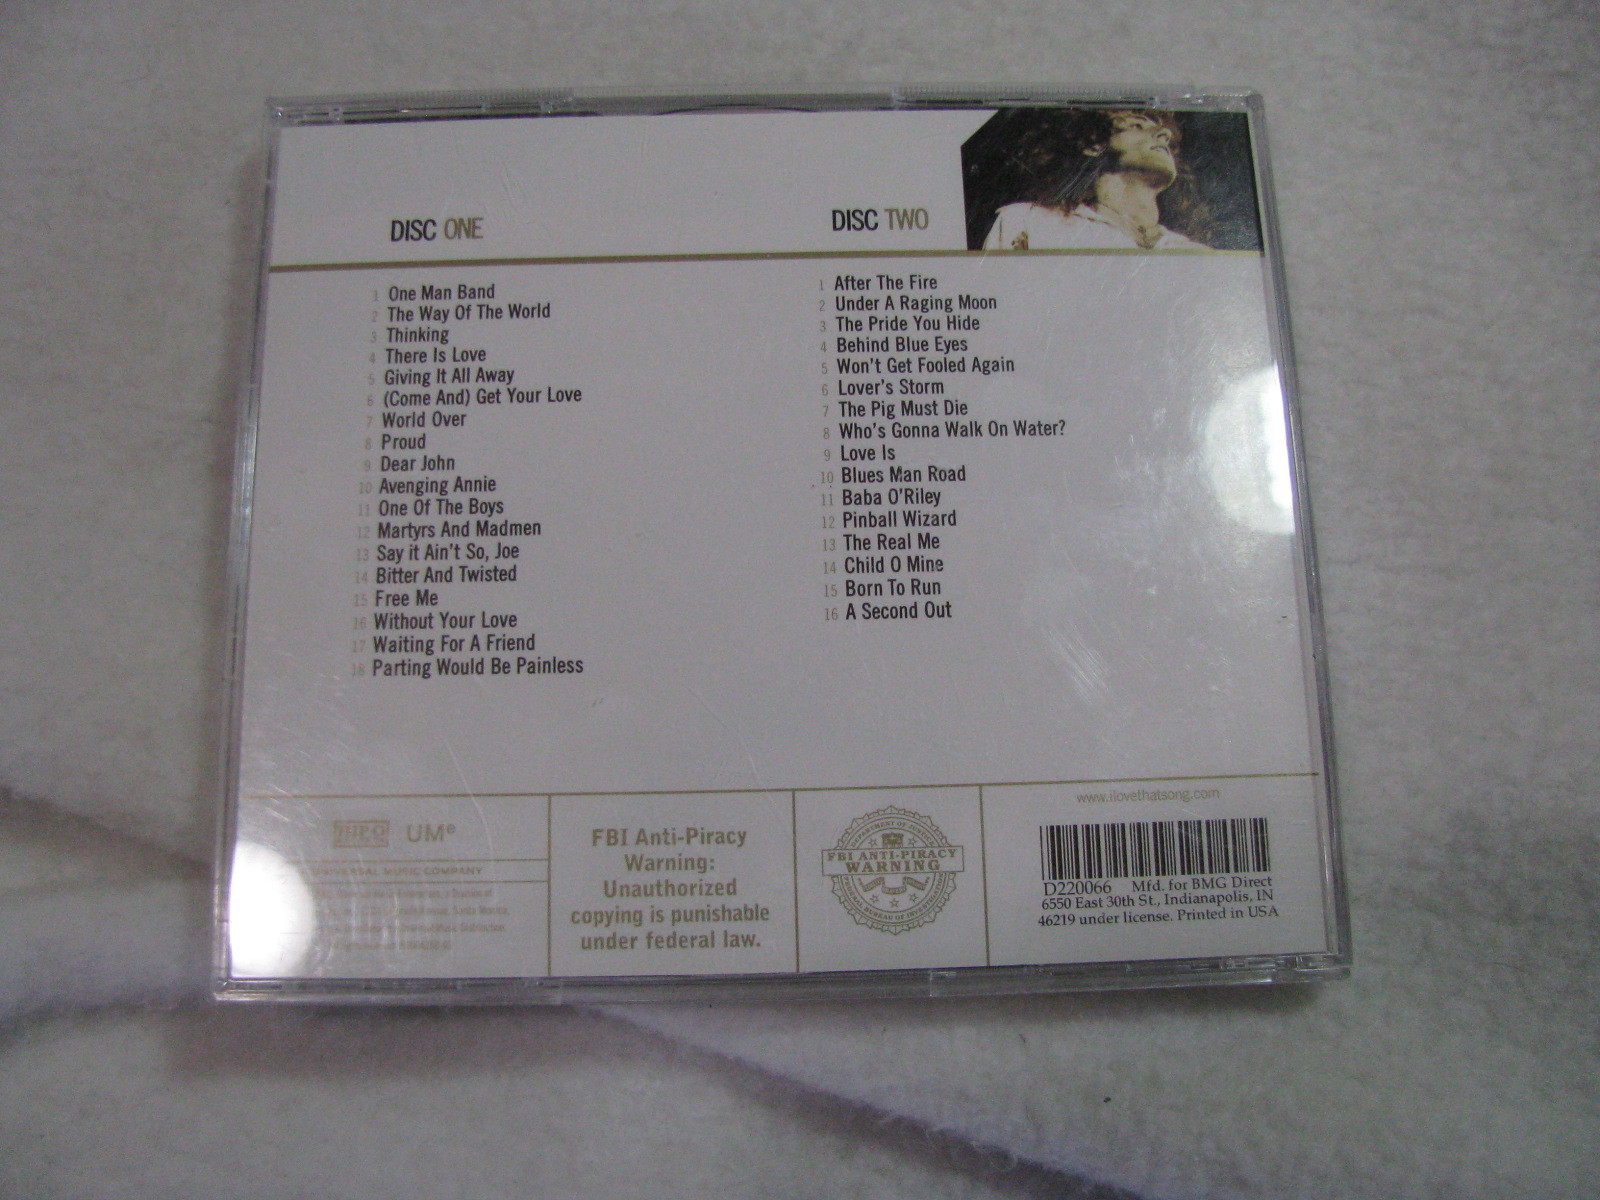 DISC ONE
1 One Man Band
2 The Way Of The World
3 Thinking
4 There Is Love
5 Giving It All Away
6 (Come And) Get Your Love
7 World Over
8 Proud
9 Dear John
10 Avenging Annie
11 One Of The Boys
12 Martyrs And Madmen
13 Say it Ain't So, Joe
14 Bitter And Twisted
15 Free Me
16 Without Your Love
17 Waiting For A Friend
18 Parting Would Be Painless
DISC TWO
1 After The Fire
2 Under A Raging Moon
3 The Pride You Hide
4 Behind Blue Eyes
5 Won't Get Fooled Again
6 Lover's Storm
7 The Pig Must Die
8 Who's Gonna Walk On Water?
9 Love Is
10 Blues Man Road
11 Baba O'Riley
12 Pinball Wizard
13 The Real Me
14 Child O Mine
15 Born To Run
16 A Second Out
UMe
UNIVERSAL MUSIC COMPANY
FBI Anti-Piracy
Warning:
Unauthorized
copying is punishable
under federal law.
DEPARTMENT OF JUSTICE
FBI ANTI-PIRACY
WARNING
FEDERAL BUREAU OF INVESTIGATION
www.ilovethatsong.com
D220066 Mfd. for BMG Direct
6550 East 30th St., Indianapolis, IN
46219 under license. Printed in USA